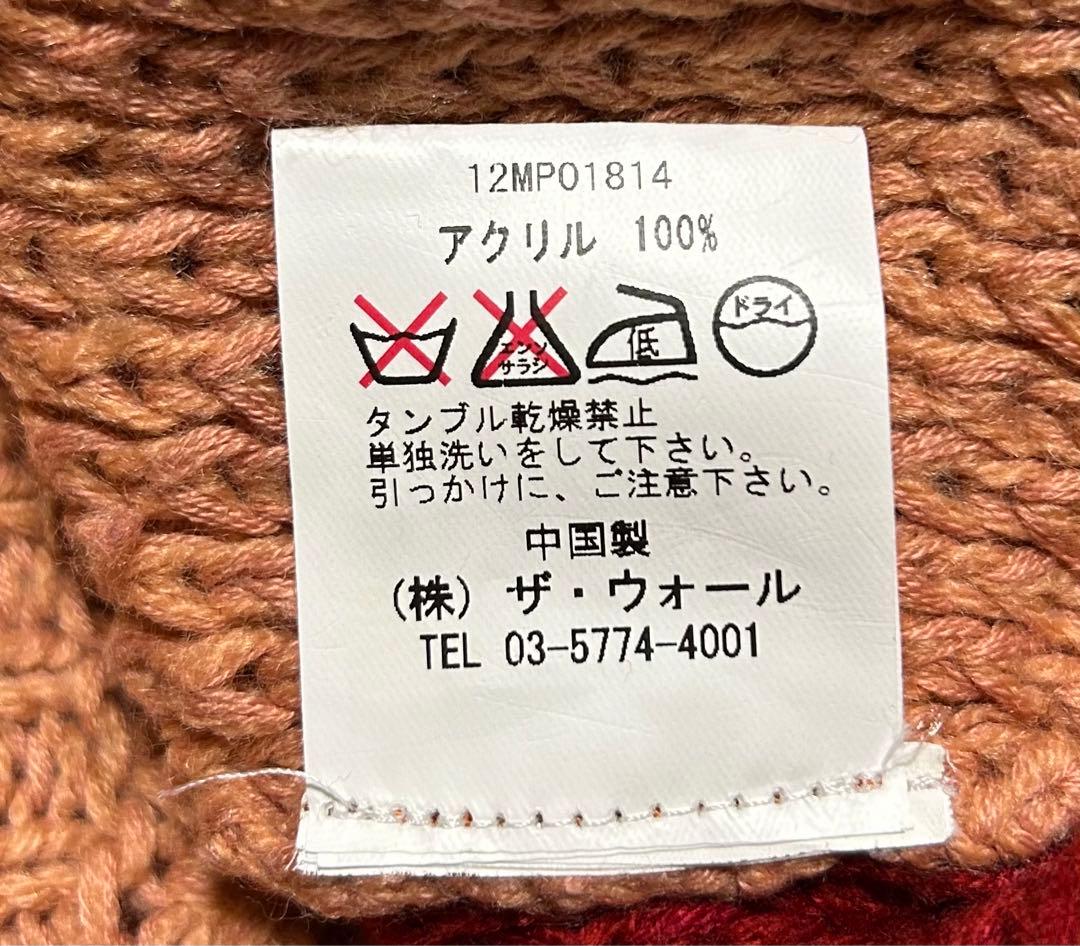 12MPO1814
アクリル 100%
エンソ
サラシ
低
ドライ
タンブル乾燥禁止
単独洗いをして下さい。
引っかけに、ご注意下さい。
中国製
(株) ザ・ウォール
TEL 03-5774-4001